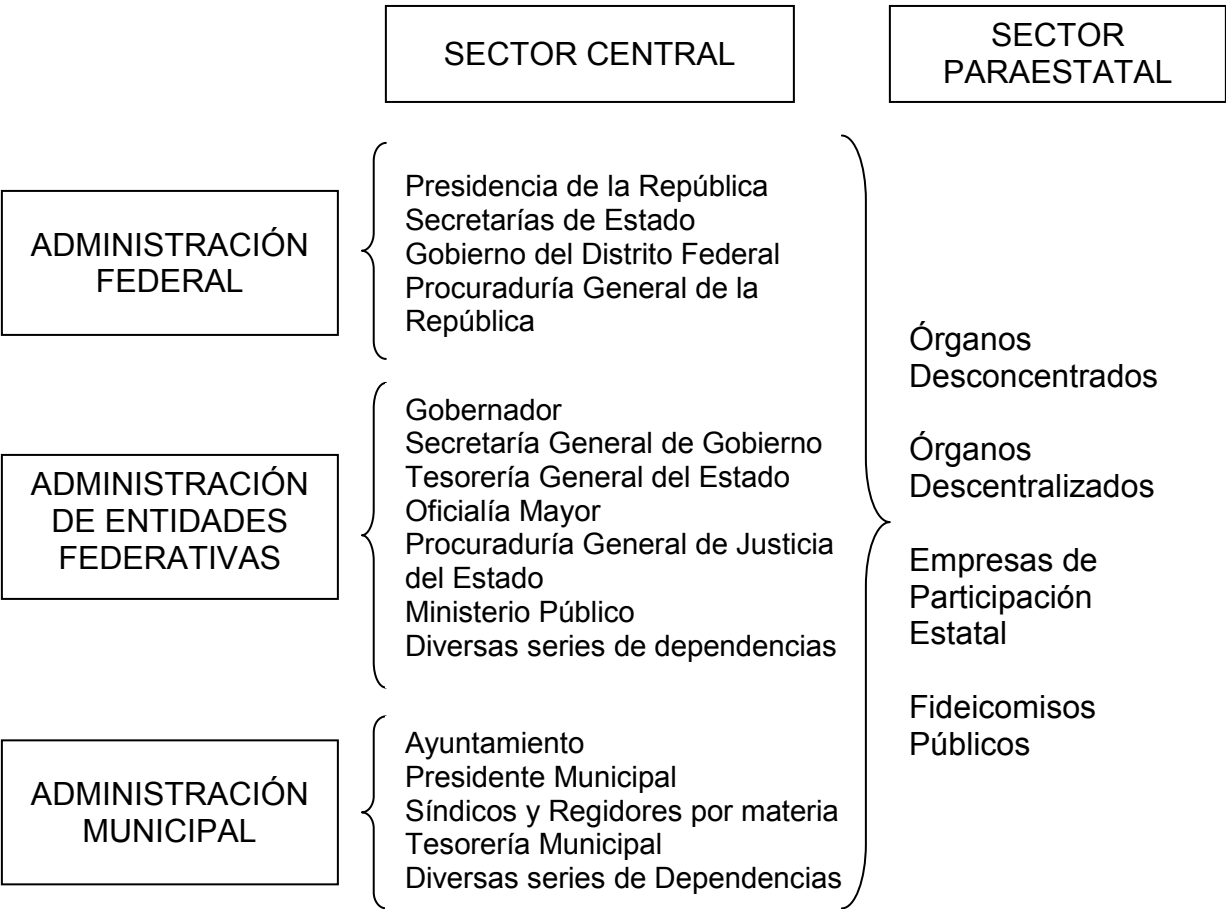 SECTOR CENTRAL
SECTOR
PARAESTATAL
ADMINISTRACIÓN
FEDERAL
Presidencia de la República
Secretarías de Estado
Gobierno del Distrito Federal
Procuraduría General de la
República
ADMINISTRACIÓN
DE ENTIDADES
FEDERATIVAS
Gobernador
Secretaría General de Gobierno
Tesorería General del Estado
Oficialía Mayor
Procuraduría General de Justicia
del Estado
Ministerio Público
Diversas series de dependencias
ADMINISTRACIÓN
MUNICIPAL
Ayuntamiento
Presidente Municipal
Síndicos y Regidores por materia
Tesorería Municipal
Diversas series de Dependencias
Órganos
Desconcentrados
Órganos
Descentralizados
Empresas de
Participación
Estatal
Fideicomisos
Públicos